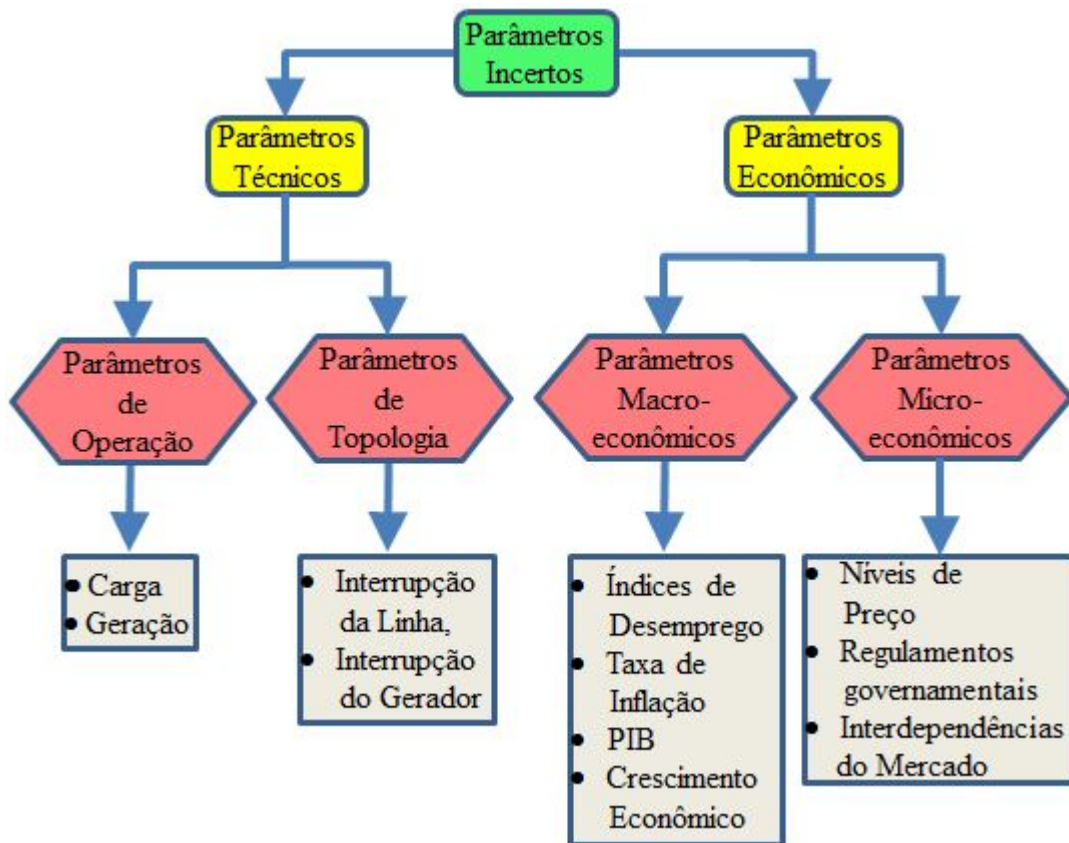 Parâmetros
Incertos
Parâmetros
Técnicos
Parâmetros
Econômicos
Parâmetros
de
Operação
Parâmetros
de
Topologia
Parâmetros
Macro-
econômicos
Parâmetros
Micro-
econômicos
• Carga
• Geração
• Interrupção
da Linha,
• Interrupção
do Gerador
• Índices de
Desemprego
• Taxa de
Inflação
• PIB
• Crescimento
Econômico
• Níveis de
Preço
• Regulamentos
governamentais
• Interdependências
do Mercado